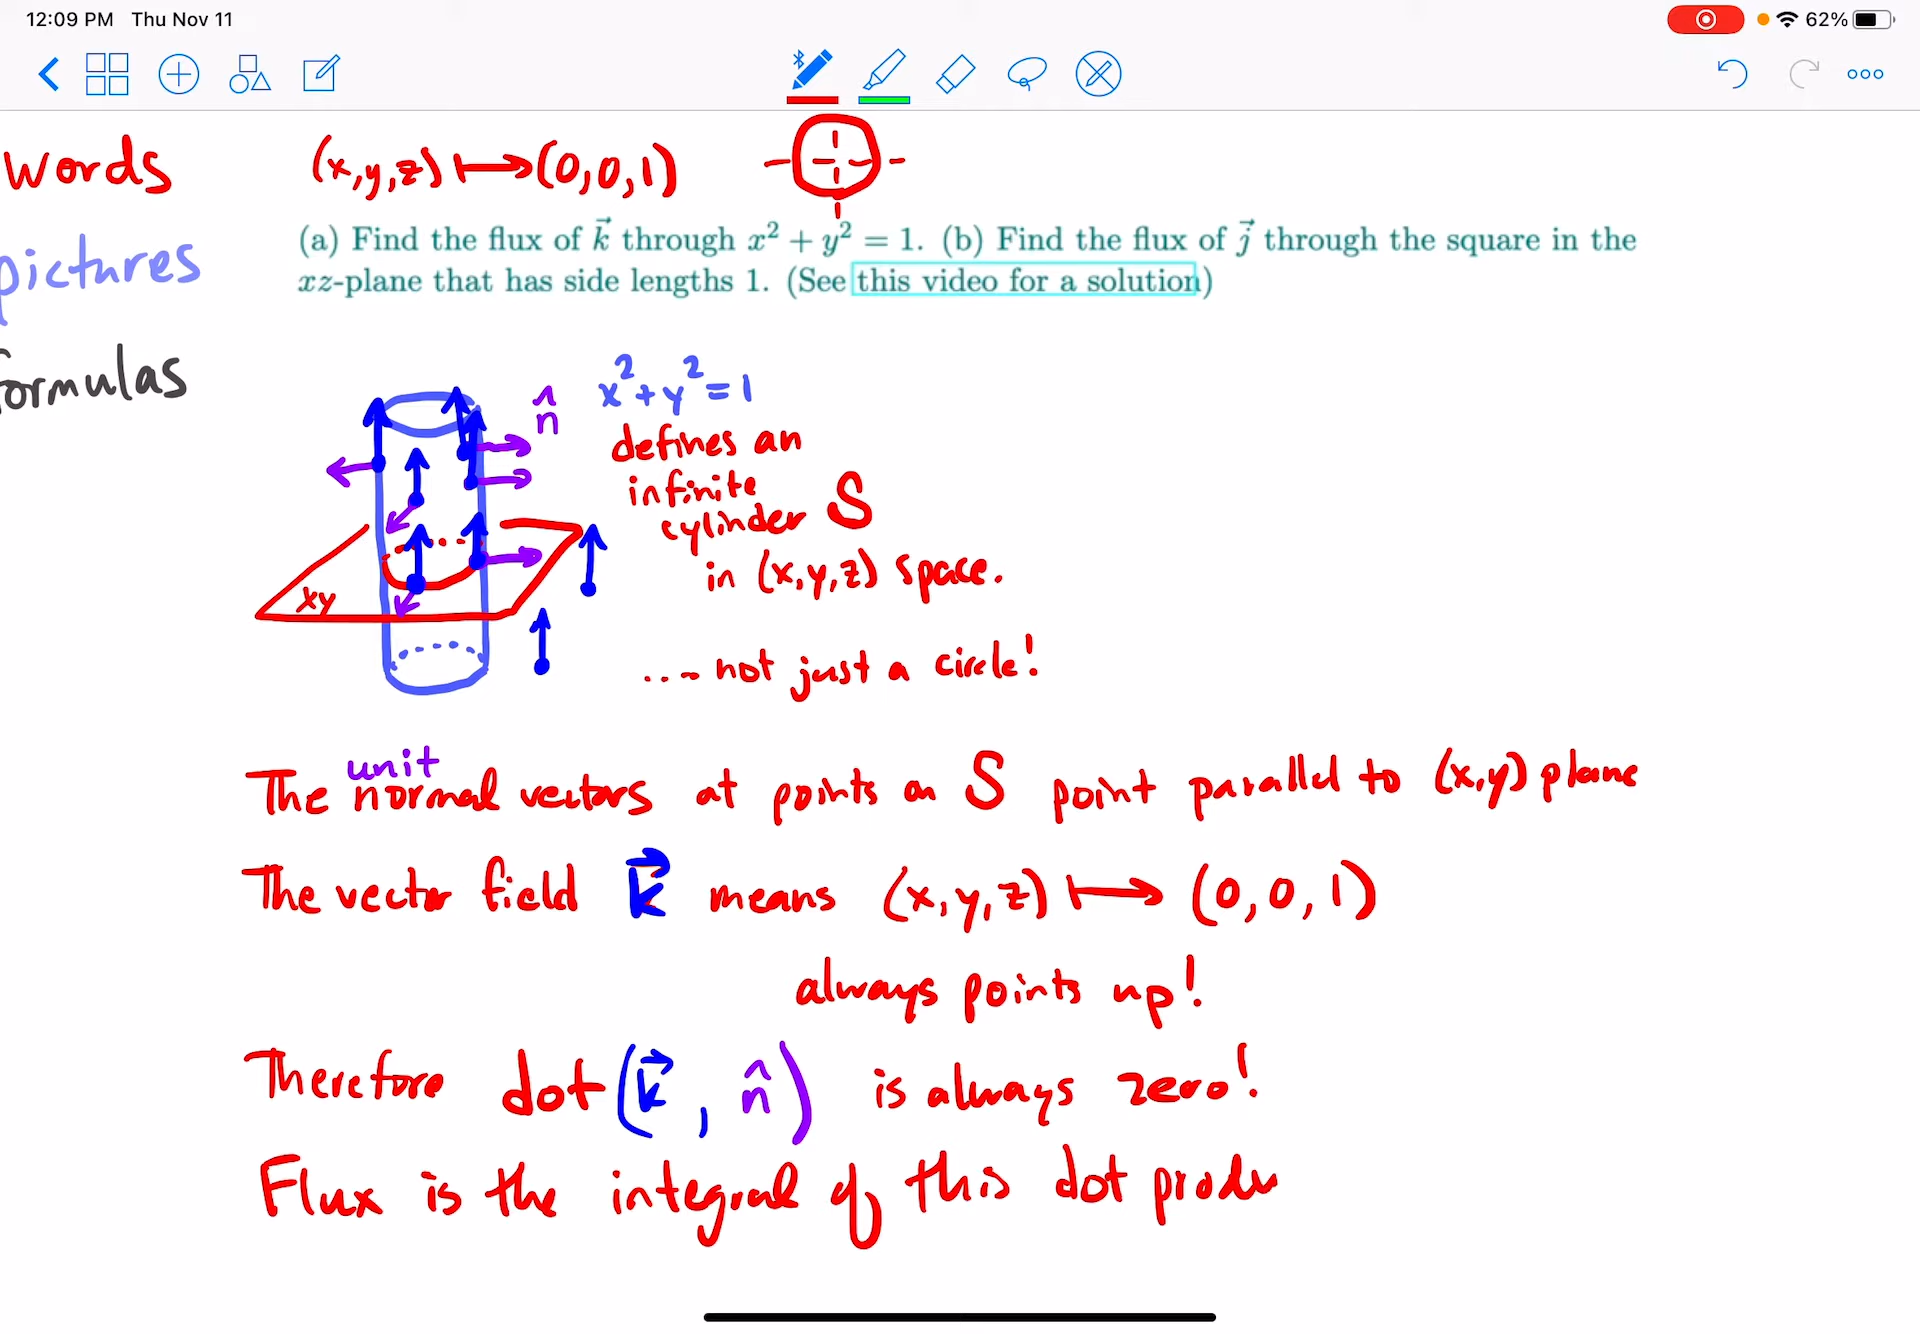 12:09 PM Thu Nov 11
62%
words
(x,y,z) ↦ (0,0,1)
(a) Find the flux of k⃗ through x² + y² = 1. (b) Find the flux of j⃗ through the square in the
xz-plane that has side lengths 1. (See this video for a solution)
pictures
formulas
n̂
x²+y²=1
defines an
infinite
cylinder S
in (x,y,z) space.
xy
....not just a circle!
unit
The normal vectors at points on S point parallel to (x,y) plane
The vector field k⃗ means (x,y,z) ↦ (0,0,1)
always points up!
Therefore dot(k⃗, n̂) is always zero!
Flux is the integral of this dot produ